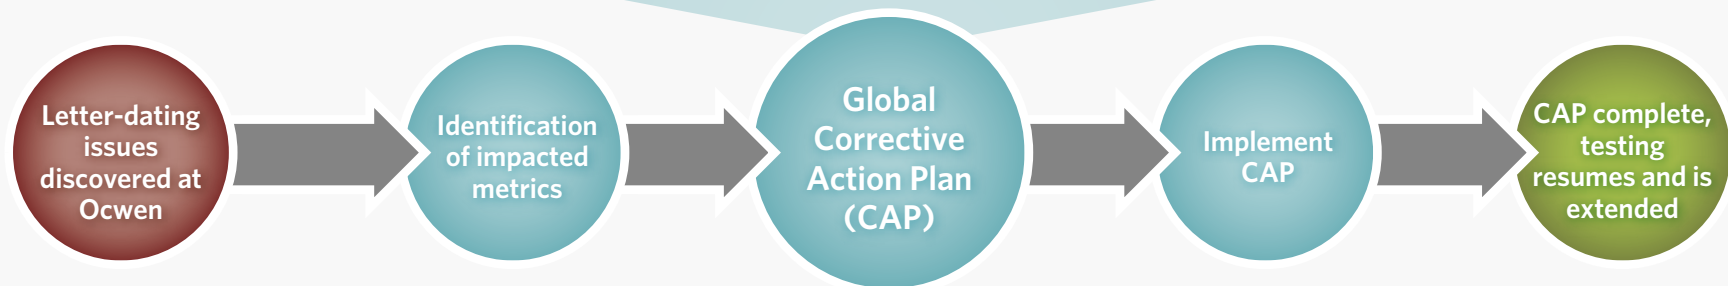 Letter-dating
issues
discovered at
Ocwen
Identification
of impacted
metrics
Global
Corrective
Action Plan
(CAP)
Implement
CAP
CAP complete,
testing
resumes and is
extended